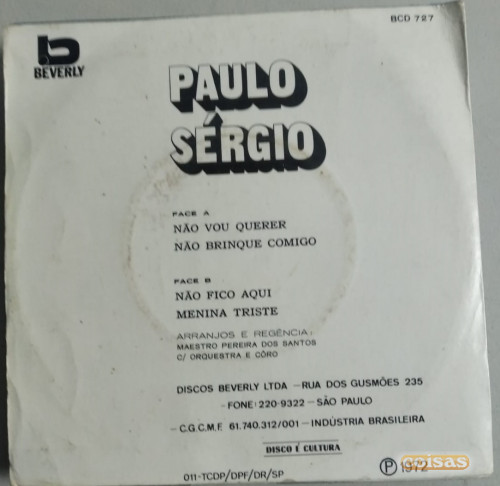 BCD 727
b
BEVERLY
PAULO
SÉRGIO
FACE A
NÃO VOU QUERER
NÃO BRINQUE COMIGO
FACE B
NÃO FICO AQUI
MENINA TRISTE
ARRANJOS E REGÊNCIA:
MAESTRO PEREIRA DOS SANTOS
C/ ORQUESTRA E CÔRO
DISCOS BEVERLY LTDA – RUA DOS GUSMÕES 235
– FONE: 220-9322 – SÃO PAULO
– C.G.C.M.F. 61.740.312/001 – INDÚSTRIA BRASILEIRA
DISCO É CULTURA
011-TCDP/DPF/DR/SP
Ⓟ 1972
coisas